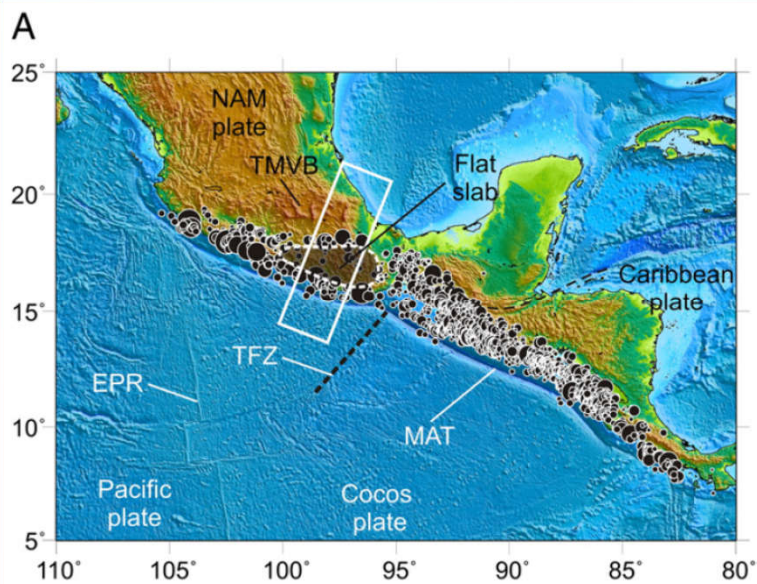 A
25°
NAM
plate
TMVB
Flat
slab
20°
Caribbean
plate
15°
TFZ
EPR
MAT
10°
Pacific
plate
Cocos
plate
5°
110°
105°
100°
95°
90°
85°
80°